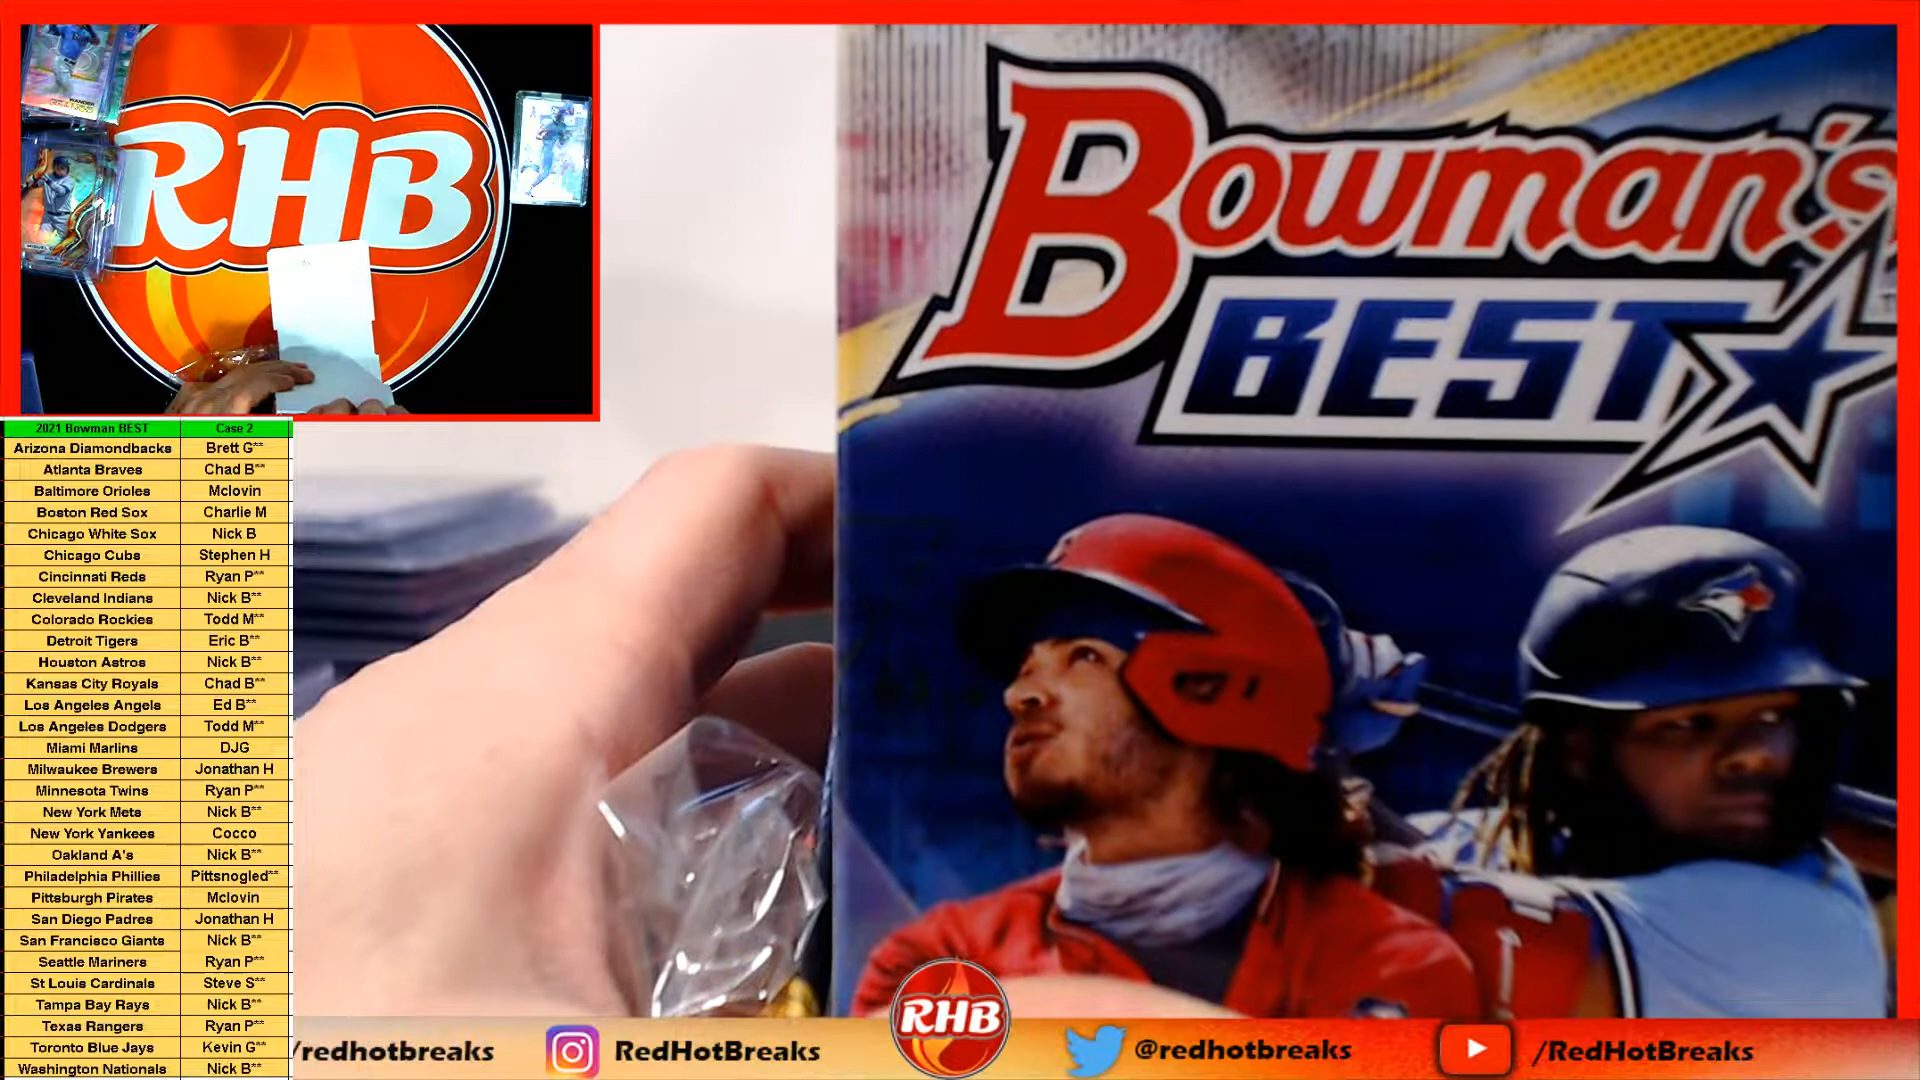 RHB
WANDER
MIGUEL
Bowman's
BEST
2021 Bowman BEST Case 2
Arizona Diamondbacks Brett G**
Atlanta Braves Chad B**
Baltimore Orioles Mclovin
Boston Red Sox Charlie M
Chicago White Sox Nick B
Chicago Cubs Stephen H
Cincinnati Reds Ryan P**
Cleveland Indians Nick B**
Colorado Rockies Todd M**
Detroit Tigers Eric B**
Houston Astros Nick B**
Kansas City Royals Chad B**
Los Angeles Angels Ed B**
Los Angeles Dodgers Todd M**
Miami Marlins DJG
Milwaukee Brewers Jonathan H
Minnesota Twins Ryan P**
New York Mets Nick B**
New York Yankees Cocco
Oakland A's Nick B**
Philadelphia Phillies Pittsnogled**
Pittsburgh Pirates Mclovin
San Diego Padres Jonathan H
San Francisco Giants Nick B**
Seattle Mariners Ryan P**
St Louis Cardinals Steve S**
Tampa Bay Rays Nick B**
Texas Rangers Ryan P**
Toronto Blue Jays Kevin G**
Washington Nationals Nick B**
/redhotbreaks RedHotBreaks RHB @redhotbreaks /RedHotBreaks